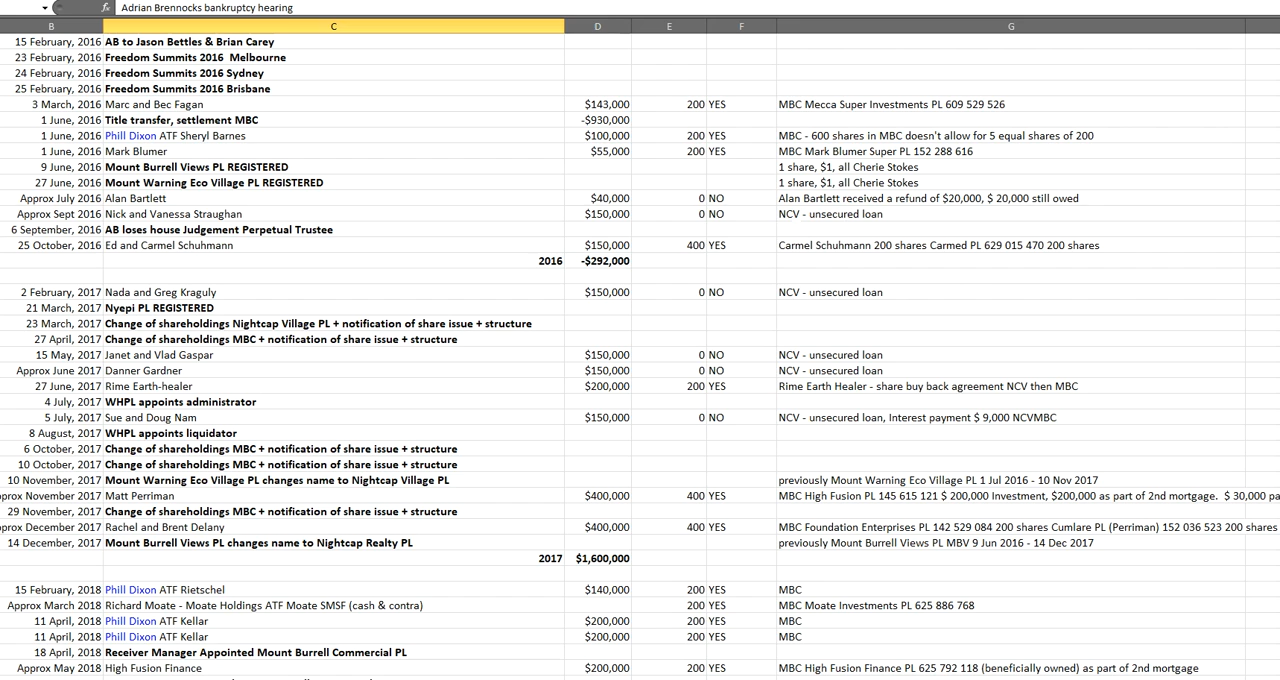 fx Adrian Brennocks bankruptcy hearing
B C D E F G
15 February, 2016 AB to Jason Bettles & Brian Carey
23 February, 2016 Freedom Summits 2016  Melbourne
24 February, 2016 Freedom Summits 2016 Sydney
25 February, 2016 Freedom Summits 2016 Brisbane
3 March, 2016 Marc and Bec Fagan $143,000 200 YES MBC Mecca Super Investments PL 609 529 526
1 June, 2016 Title transfer, settlement MBC -$930,000
1 June, 2016 Phill Dixon ATF Sheryl Barnes $100,000 200 YES MBC - 600 shares in MBC doesn't allow for 5 equal shares of 200
1 June, 2016 Mark Blumer $55,000 200 YES MBC Mark Blumer Super PL 152 288 616
9 June, 2016 Mount Burrell Views PL REGISTERED 1 share, $1, all Cherie Stokes
27 June, 2016 Mount Warning Eco Village PL REGISTERED 1 share, $1, all Cherie Stokes
Approx July 2016 Alan Bartlett $40,000 0 NO Alan Bartlett received a refund of $20,000, $ 20,000 still owed
Approx Sept 2016 Nick and Vanessa Straughan $150,000 0 NO NCV - unsecured loan
6 September, 2016 AB loses house Judgement Perpetual Trustee
25 October, 2016 Ed and Carmel Schuhmann $150,000 400 YES Carmel Schuhmann 200 shares Carmed PL 629 015 470 200 shares
2016 -$292,000
2 February, 2017 Nada and Greg Kraguly $150,000 0 NO NCV - unsecured loan
21 March, 2017 Nyepi PL REGISTERED
23 March, 2017 Change of shareholdings Nightcap Village PL + notification of share issue + structure
27 April, 2017 Change of shareholdings MBC + notification of share issue + structure
15 May, 2017 Janet and Vlad Gaspar $150,000 0 NO NCV - unsecured loan
Approx June 2017 Danner Gardner $150,000 0 NO NCV - unsecured loan
27 June, 2017 Rime Earth-healer $200,000 200 YES Rime Earth Healer - share buy back agreement NCV then MBC
4 July, 2017 WHPL appoints administrator
5 July, 2017 Sue and Doug Nam $150,000 0 NO NCV - unsecured loan, Interest payment $ 9,000 NCVMBC
8 August, 2017 WHPL appoints liquidator
6 October, 2017 Change of shareholdings MBC + notification of share issue + structure
10 October, 2017 Change of shareholdings MBC + notification of share issue + structure
10 November, 2017 Mount Warning Eco Village PL changes name to Nightcap Village PL previously Mount Warning Eco Village PL 1 Jul 2016 - 10 Nov 2017
pprox November 2017 Matt Perriman $400,000 400 YES MBC High Fusion PL 145 615 121 $ 200,000 Investment, $200,000 as part of 2nd mortgage.  $ 30,000 pa
29 November, 2017 Change of shareholdings MBC + notification of share issue + structure
pprox December 2017 Rachel and Brent Delany $400,000 400 YES MBC Foundation Enterprises PL 142 529 084 200 shares Cumlare PL (Perriman) 152 036 523 200 shares
14 December, 2017 Mount Burrell Views PL changes name to Nightcap Realty PL previously Mount Burrell Views PL MBV 9 Jun 2016 - 14 Dec 2017
2017 $1,600,000
15 February, 2018 Phill Dixon ATF Rietschel $140,000 200 YES MBC
Approx March 2018 Richard Moate - Moate Holdings ATF Moate SMSF (cash & contra) 200 YES MBC Moate Investments PL 625 886 768
11 April, 2018 Phill Dixon ATF Kellar $200,000 200 YES MBC
11 April, 2018 Phill Dixon ATF Kellar $200,000 200 YES MBC
18 April, 2018 Receiver Manager Appointed Mount Burrell Commercial PL
Approx May 2018 High Fusion Finance $200,000 200 YES MBC High Fusion Finance PL 625 792 118 (beneficially owned) as part of 2nd mortgage